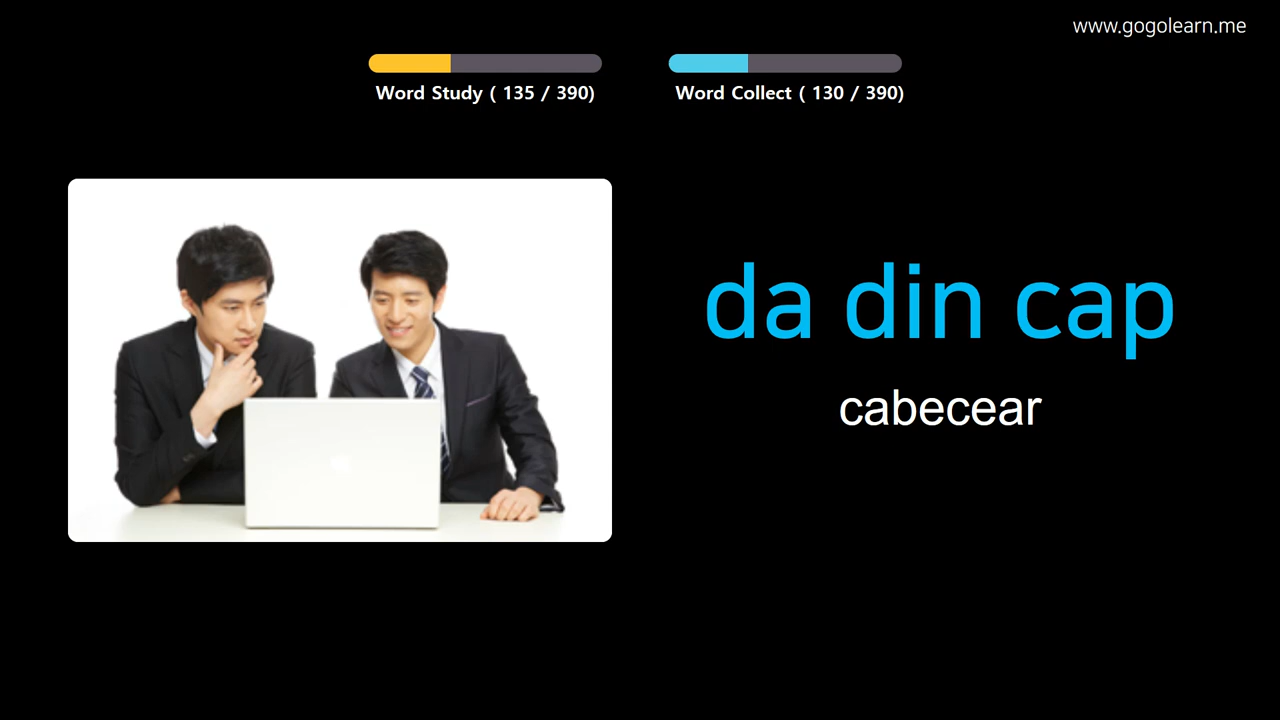 www.gogolearn.me
Word Study ( 135 / 390)
Word Collect ( 130 / 390)
da din cap
cabecear